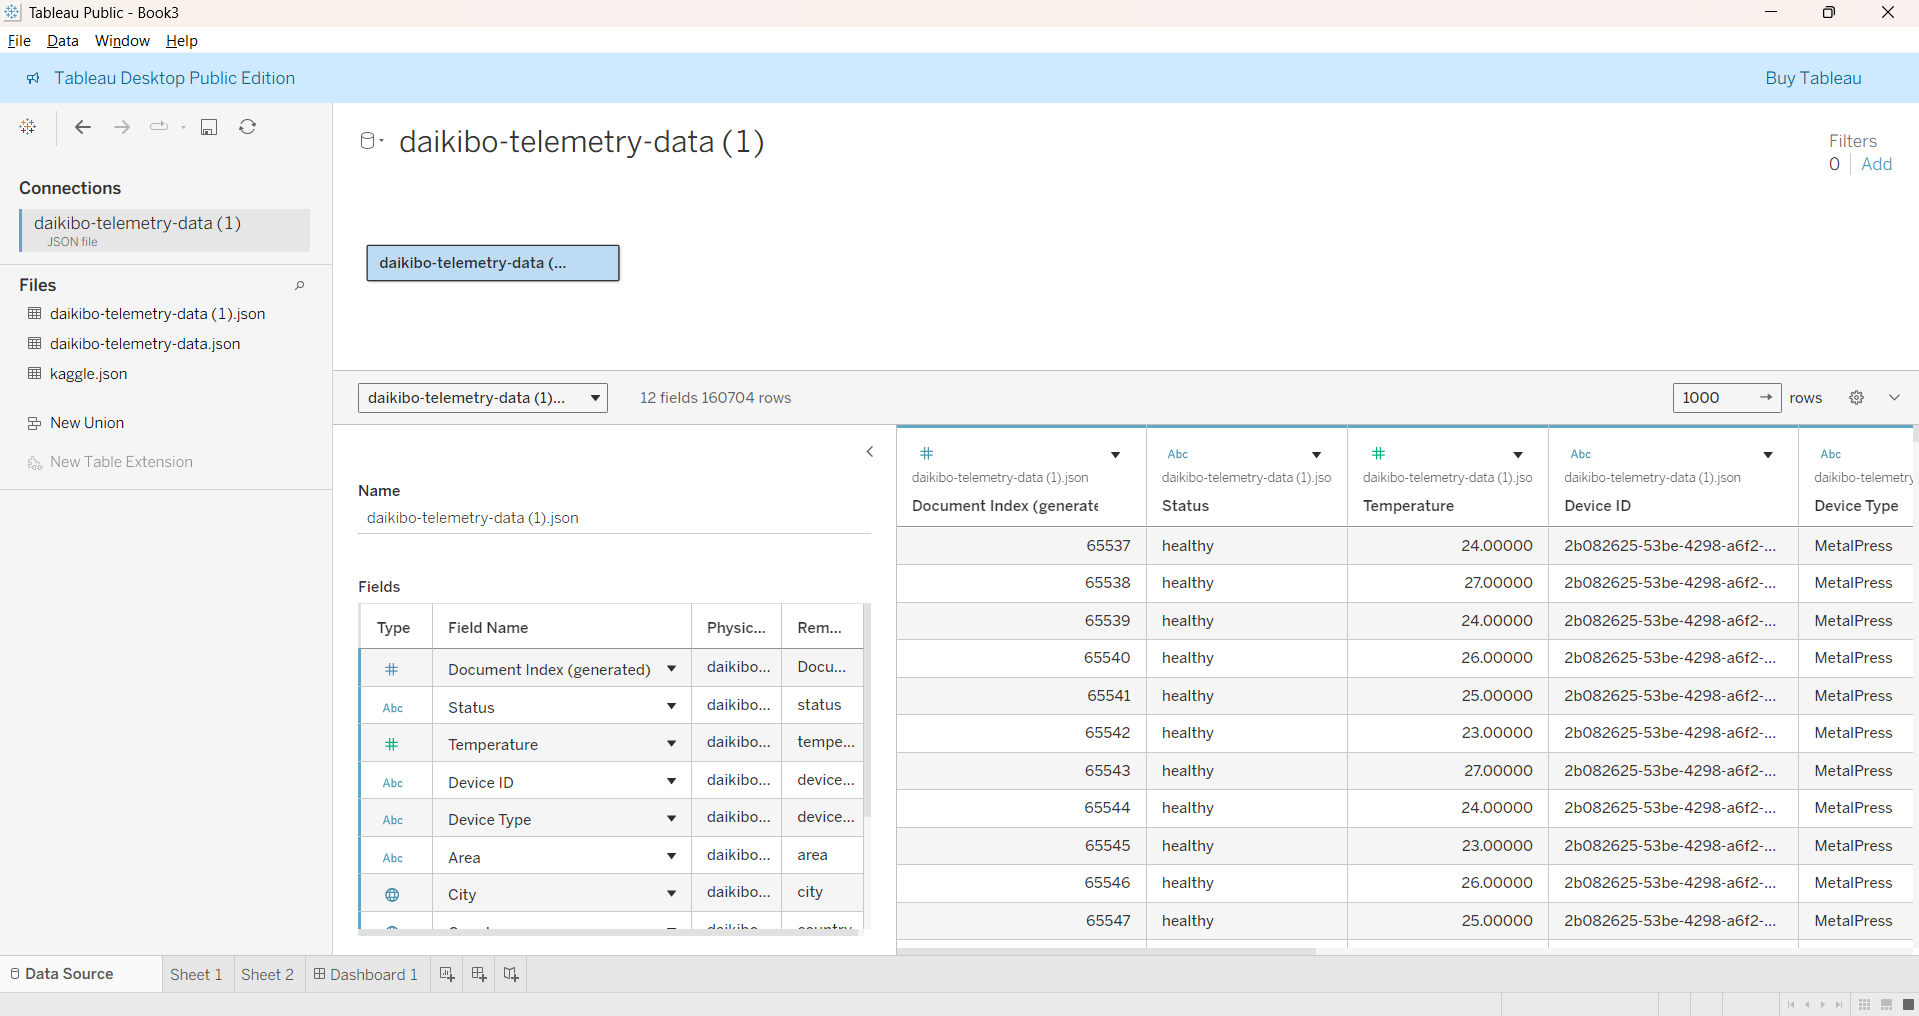 Tableau Public - Book3
File Data Window Help
Tableau Desktop Public Edition
Buy Tableau
Connections
daikibo-telemetry-data (1)
JSON file
Files
daikibo-telemetry-data (1).json
daikibo-telemetry-data.json
kaggle.json
New Union
New Table Extension
daikibo-telemetry-data (1)
Filters
0 Add
daikibo-telemetry-data (...
daikibo-telemetry-data (1)... 12 fields 160704 rows
1000 → rows
Name
daikibo-telemetry-data (1).json
Fields
Type Field Name Physic... Rem...
# Document Index (generated) daikibo... Docu...
Abc Status daikibo... status
# Temperature daikibo... tempe...
Abc Device ID daikibo... device...
Abc Device Type daikibo... device...
Abc Area daikibo... area
City daikibo... city
# Abc # Abc Abc
daikibo-telemetry-data (1).json daikibo-telemetry-data (1).jso daikibo-telemetry-data (1).jso daikibo-telemetry-data (1).json daikibo-telemetry
Document Index (generate Status Temperature Device ID Device Type
65537 healthy 24.00000 2b082625-53be-4298-a6f2-... MetalPress
65538 healthy 27.00000 2b082625-53be-4298-a6f2-... MetalPress
65539 healthy 24.00000 2b082625-53be-4298-a6f2-... MetalPress
65540 healthy 26.00000 2b082625-53be-4298-a6f2-... MetalPress
65541 healthy 25.00000 2b082625-53be-4298-a6f2-... MetalPress
65542 healthy 23.00000 2b082625-53be-4298-a6f2-... MetalPress
65543 healthy 27.00000 2b082625-53be-4298-a6f2-... MetalPress
65544 healthy 24.00000 2b082625-53be-4298-a6f2-... MetalPress
65545 healthy 23.00000 2b082625-53be-4298-a6f2-... MetalPress
65546 healthy 26.00000 2b082625-53be-4298-a6f2-... MetalPress
65547 healthy 25.00000 2b082625-53be-4298-a6f2-... MetalPress
Data Source Sheet 1 Sheet 2 Dashboard 1